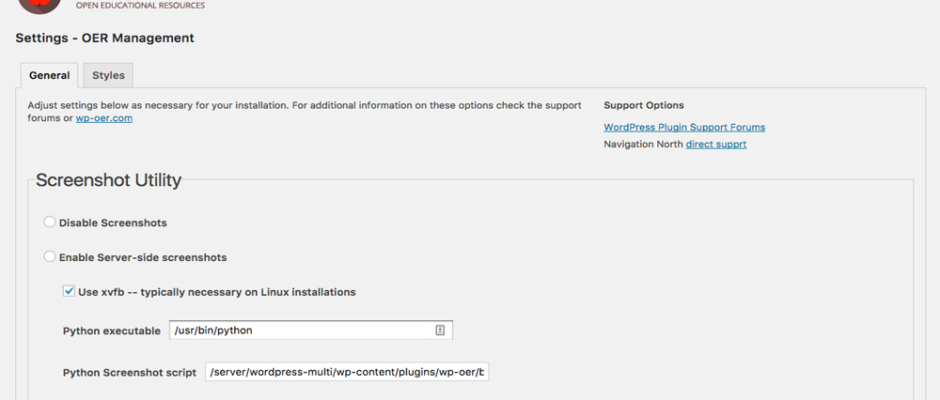 OPEN EDUCATIONAL RESOURCES
Settings - OER Management
General
Styles
Adjust settings below as necessary for your installation. For additional information on these options check the support
forums or wp-oer.com
Support Options
WordPress Plugin Support Forums
Navigation North direct supprt
Screenshot Utility
Disable Screenshots
Enable Server-side screenshots
Use xvfb -- typically necessary on Linux installations
Python executable
/usr/bin/python
Python Screenshot script
/server/wordpress-multi/wp-content/plugins/wp-oer/b